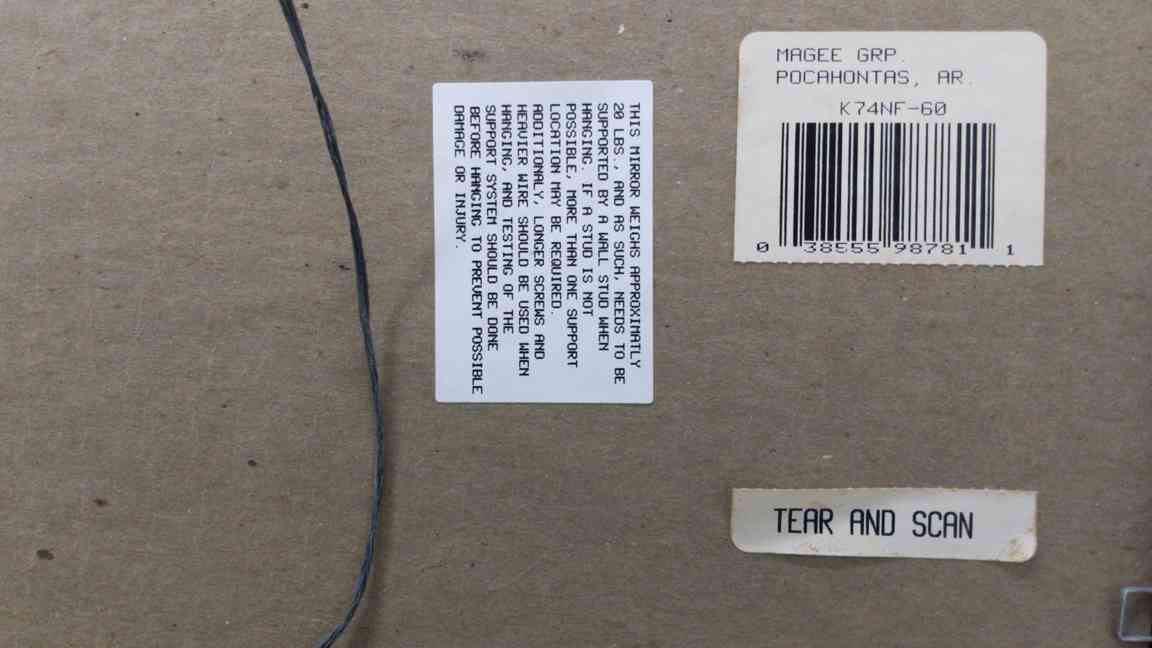 THIS MIRROR WEIGHS APPROXIMATLY
20 LBS., AND AS SUCH, NEEDS TO BE
SUPPORTED BY A WALL STUD WHEN
HANGING. IF A STUD IS NOT
POSSIBLE, MORE THAN ONE SUPPORT
LOCATION MAY BE REQUIRED.
ADDITIONALY, LONGER SCREWS AND
HEAVIER WIRE SHOULD BE USED WHEN
HANGING, AND TESTING OF THE
SUPPORT SYSTEM SHOULD BE DONE
BEFORE HANGING TO PREVENT POSSIBLE
DAMAGE OR INJURY.
MAGEE GRP.
POCAHONTAS, AR.
K74NF-60
0 38555 98781 1
TEAR AND SCAN